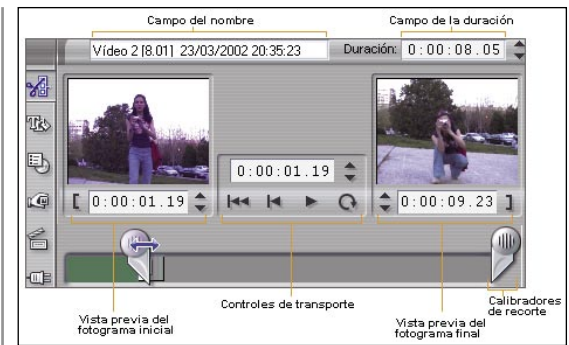 Campo del nombre
Campo de la duración
Vídeo 2 [8.01] 23/03/2002 20:35:23
Duración: 0:00:08.05
0:00:01.19
[ 0:00:01.19
0:00:09.23 ]
Controles de transporte
Calibradores
de recorte
Vista previa del
fotograma inicial
Vista previa del
fotograma final